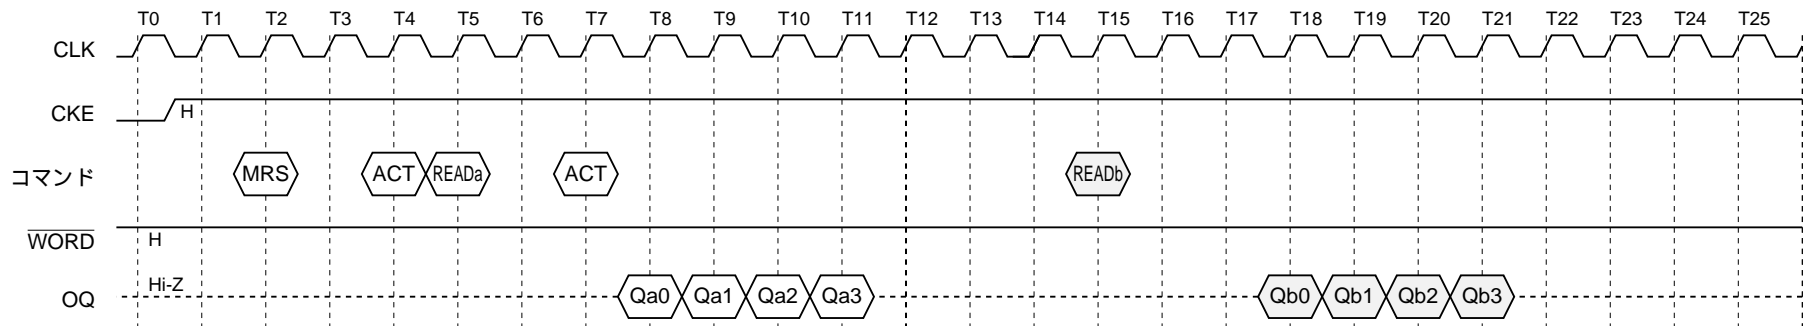 T0 T1 T2 T3 T4 T5 T6 T7 T8 T9 T10 T11 T12 T13 T14 T15 T16 T17 T18 T19 T20 T21 T22 T23 T24 T25
CLK
CKE H
コマンド MRS ACT READa ACT READb
WORD H
OQ Hi-Z Qa0 Qa1 Qa2 Qa3 Qb0 Qb1 Qb2 Qb3